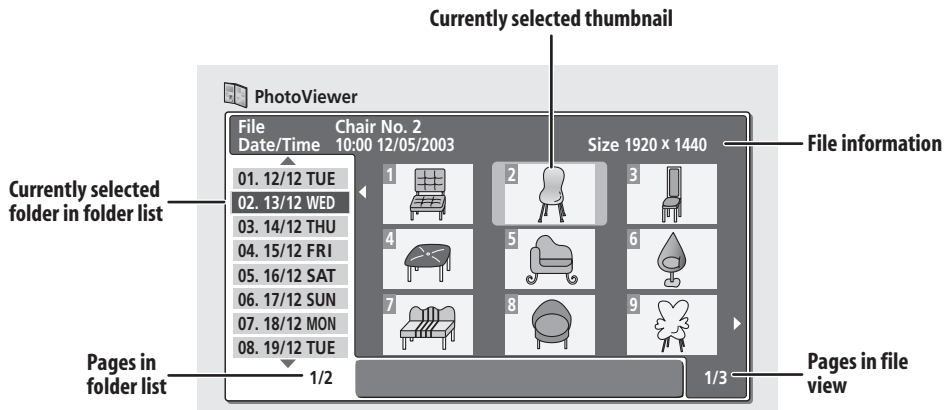 Currently selected thumbnail
PhotoViewer
File Chair No. 2
Date/Time 10:00 12/05/2003 Size 1920 x 1440
File information
Currently selected
folder in folder list
01. 12/12 TUE
02. 13/12 WED
03. 14/12 THU
04. 15/12 FRI
05. 16/12 SAT
06. 17/12 SUN
07. 18/12 MON
08. 19/12 TUE
1 2 3
4 5 6
7 8 9
Pages in
folder list
1/2
1/3
Pages in file
view